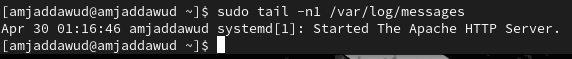 [amjaddawud@amjaddawud ~]$ sudo tail -n1 /var/log/messages
Apr 30 01:16:46 amjaddawud systemd[1]: Started The Apache HTTP Server.
[amjaddawud@amjaddawud ~]$